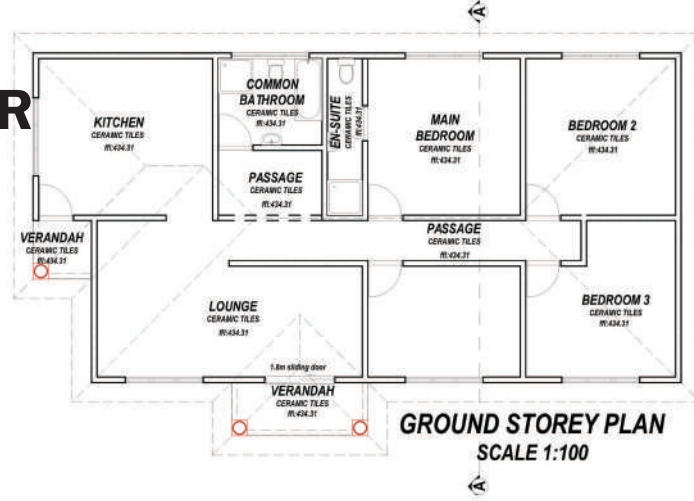 A
R
KITCHEN
CERAMIC TILES
ffl:434.31
COMMON
BATHROOM
CERAMIC TILES
ffl:434.31
EN-SUITE
CERAMIC TILES
ffl:434.31
MAIN
BEDROOM
CERAMIC TILES
ffl:434.31
BEDROOM 2
CERAMIC TILES
ffl:434.31
PASSAGE
CERAMIC TILES
ffl:434.31
VERANDAH
CERAMIC TILES
ffl:434.31
PASSAGE
CERAMIC TILES
ffl:434.31
LOUNGE
CERAMIC TILES
ffl:434.31
BEDROOM 3
CERAMIC TILES
ffl:434.31
1.8m sliding door
VERANDAH
CERAMIC TILES
ffl:434.31
GROUND STOREY PLAN
SCALE 1:100
A